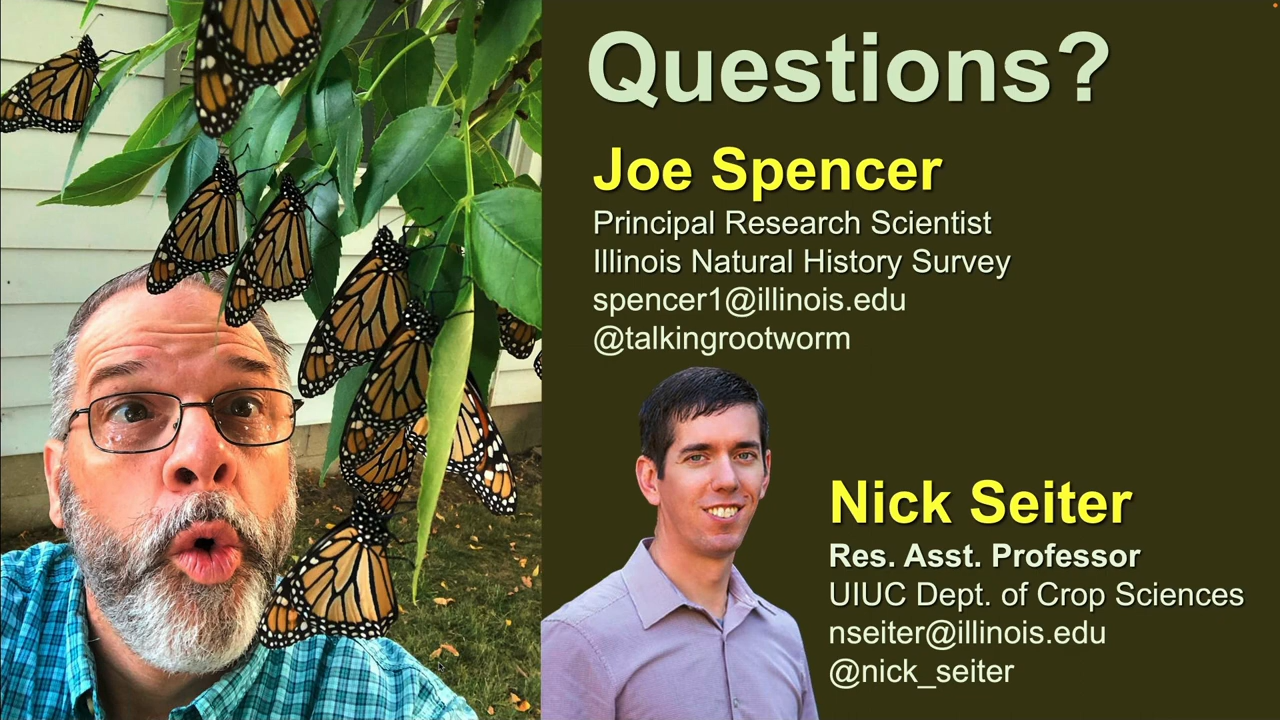 Questions?
Joe Spencer
Principal Research Scientist
Illinois Natural History Survey
spencer1@illinois.edu
@talkingrootworm
Nick Seiter
Res. Asst. Professor
UIUC Dept. of Crop Sciences
nseiter@illinois.edu
@nick_seiter